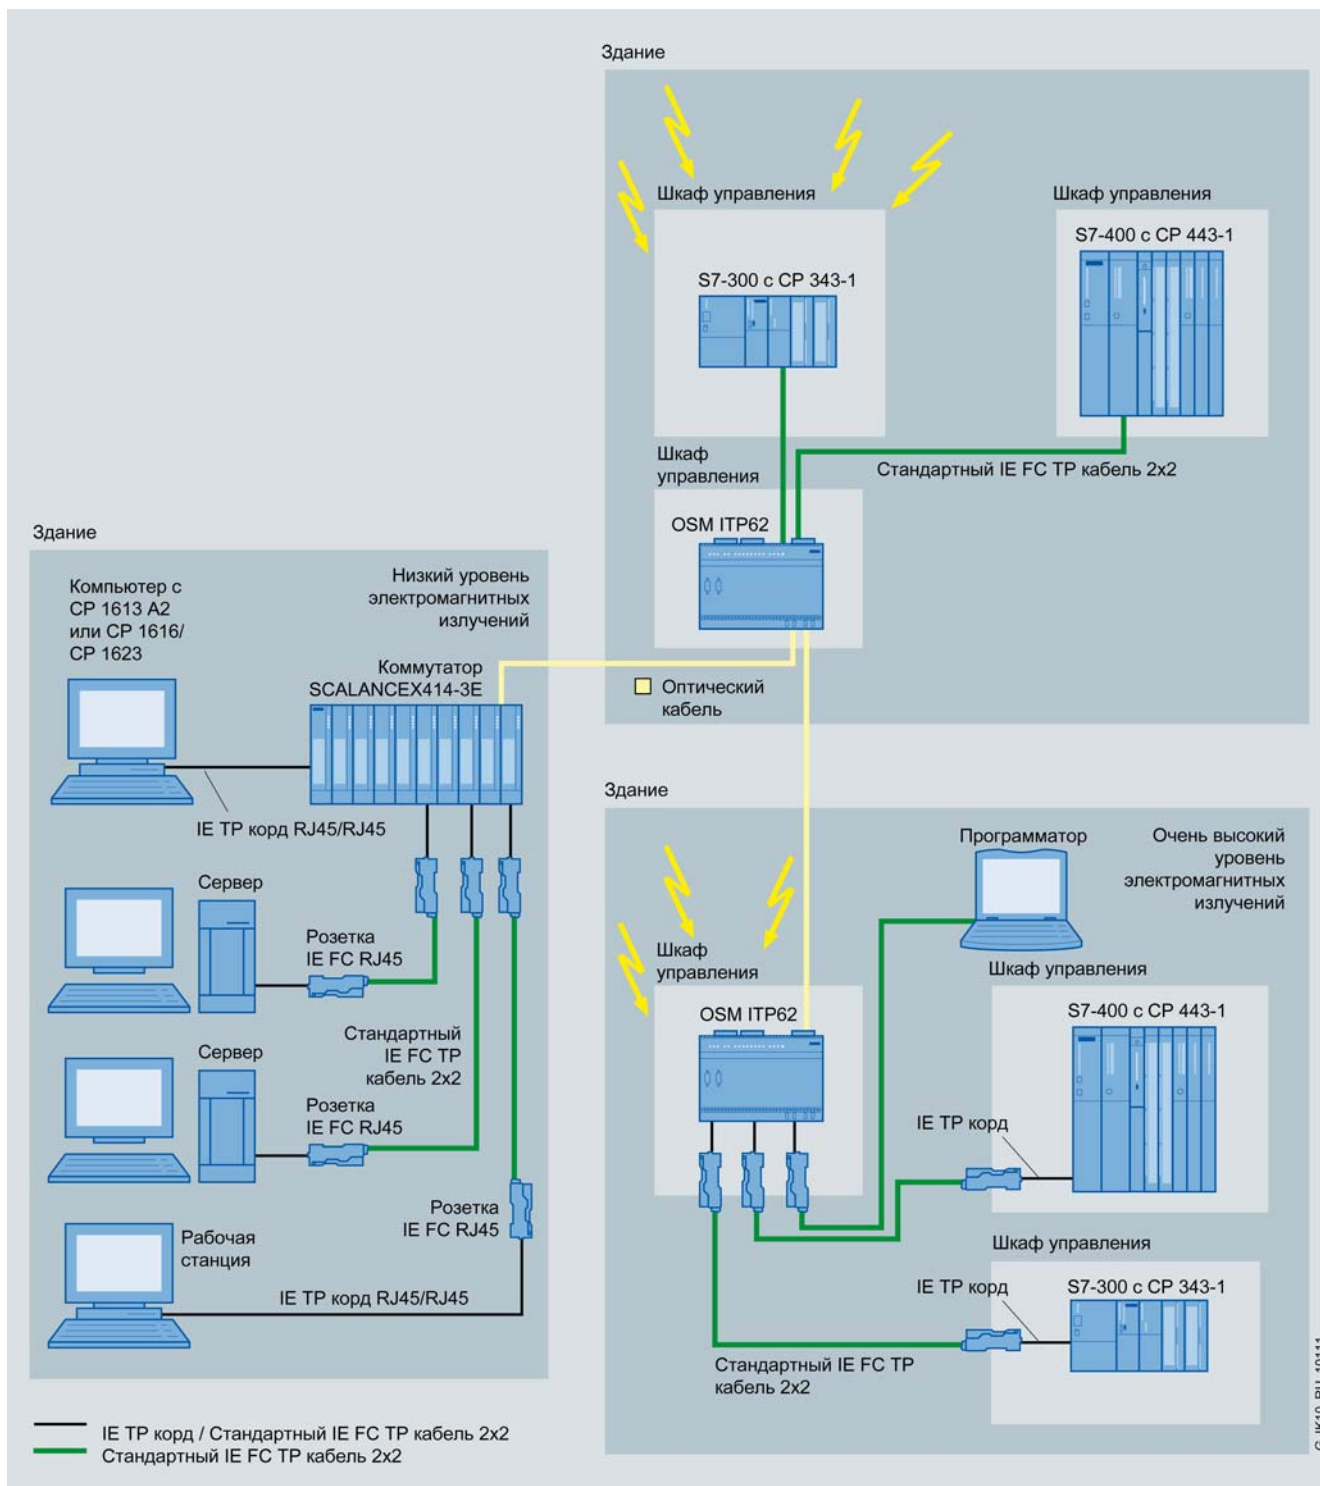 Здание
Шкаф управления
Шкаф управления
S7-400 с CP 443-1
S7-300 с CP 343-1
Шкаф
управления
Стандартный IE FC TP кабель 2x2
OSM ITP62
Оптический
кабель
Здание
Компьютер с
CP 1613 A2
или CP 1616/
CP 1623
Низкий уровень
электромагнитных
излучений
Коммутатор
SCALANCEX414-3E
IE TP корд RJ45/RJ45
Сервер
Розетка
IE FC RJ45
Стандартный
IE FC TP
кабель 2x2
Сервер
Розетка
IE FC RJ45
Розетка
IE FC RJ45
Рабочая
станция
IE TP корд RJ45/RJ45
Здание
Программатор
Очень высокий
уровень
электромагнитных
излучений
Шкаф
управления
OSM ITP62
Шкаф управления
S7-400 с CP 443-1
IE TP корд
Шкаф управления
IE TP корд
S7-300 с CP 343-1
Стандартный IE FC TP
кабель 2x2
IE TP корд / Стандартный IE FC TP кабель 2x2
Стандартный IE FC TP кабель 2x2